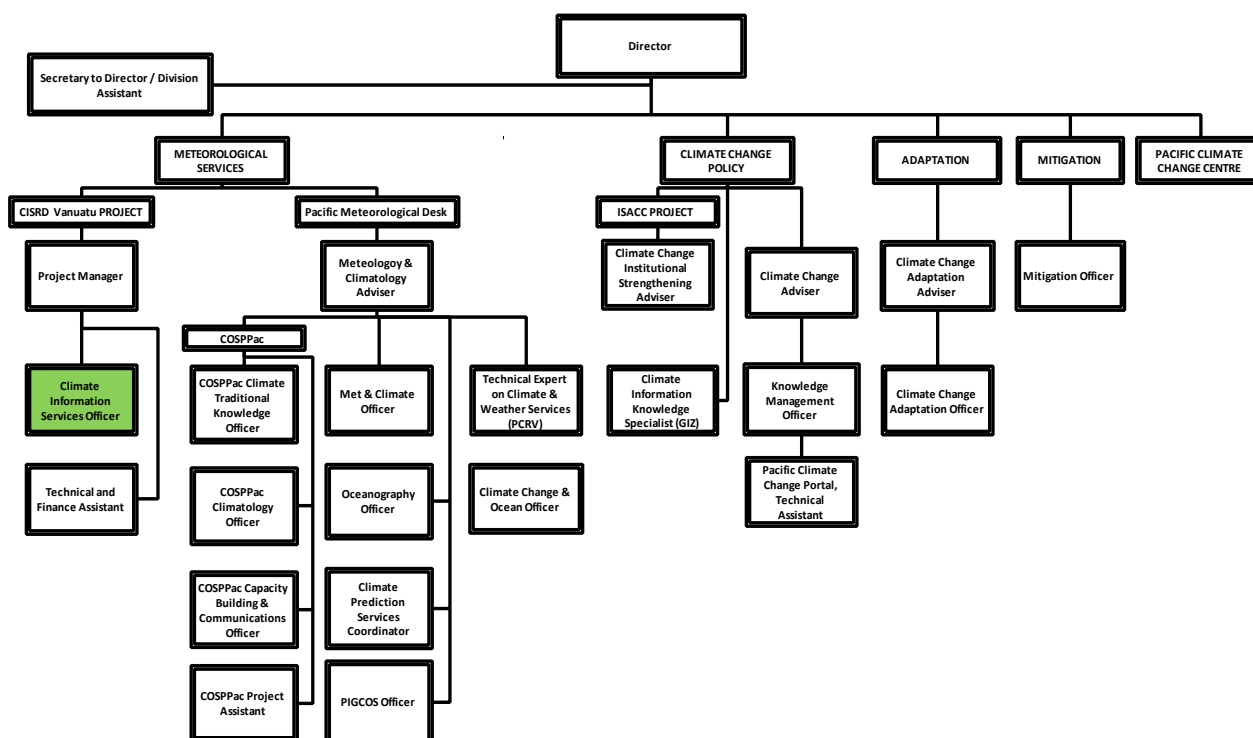 Director
Secretary to Director / Division
Assistant
METEOROLOGICAL
SERVICES
CLIMATE CHANGE
POLICY
ADAPTATION
MITIGATION
PACIFIC CLIMATE
CHANGE CENTRE
CISRD Vanuatu PROJECT
Pacific Meteorological Desk
ISACC PROJECT
Project Manager
Meteologoy &
Climatology
Adviser
Climate Change
Institutional
Strengthening
Adviser
Climate Change
Adviser
Climate Change
Adaptation
Adviser
Mitigation Officer
COSPPac
Climate
Information
Services Officer
COSPPac Climate
Traditional
Knowledge
Officer
Met & Climate
Officer
Technical Expert
on Climate &
Weather Services
(PCRV)
Climate
Information
Knowledge
Specialist (GIZ)
Knowledge
Management
Officer
Climate Change
Adaptation Officer
Technical and
Finance Assistant
COSPPac
Climatology
Officer
Oceanography
Officer
Climate Change &
Ocean Officer
Pacific Climate
Change Portal,
Technical
Assistant
COSPPac Capacity
Building &
Communications
Officer
Climate
Prediction
Services
Coordinator
COSPPac Project
Assistant
PIGCOS Officer